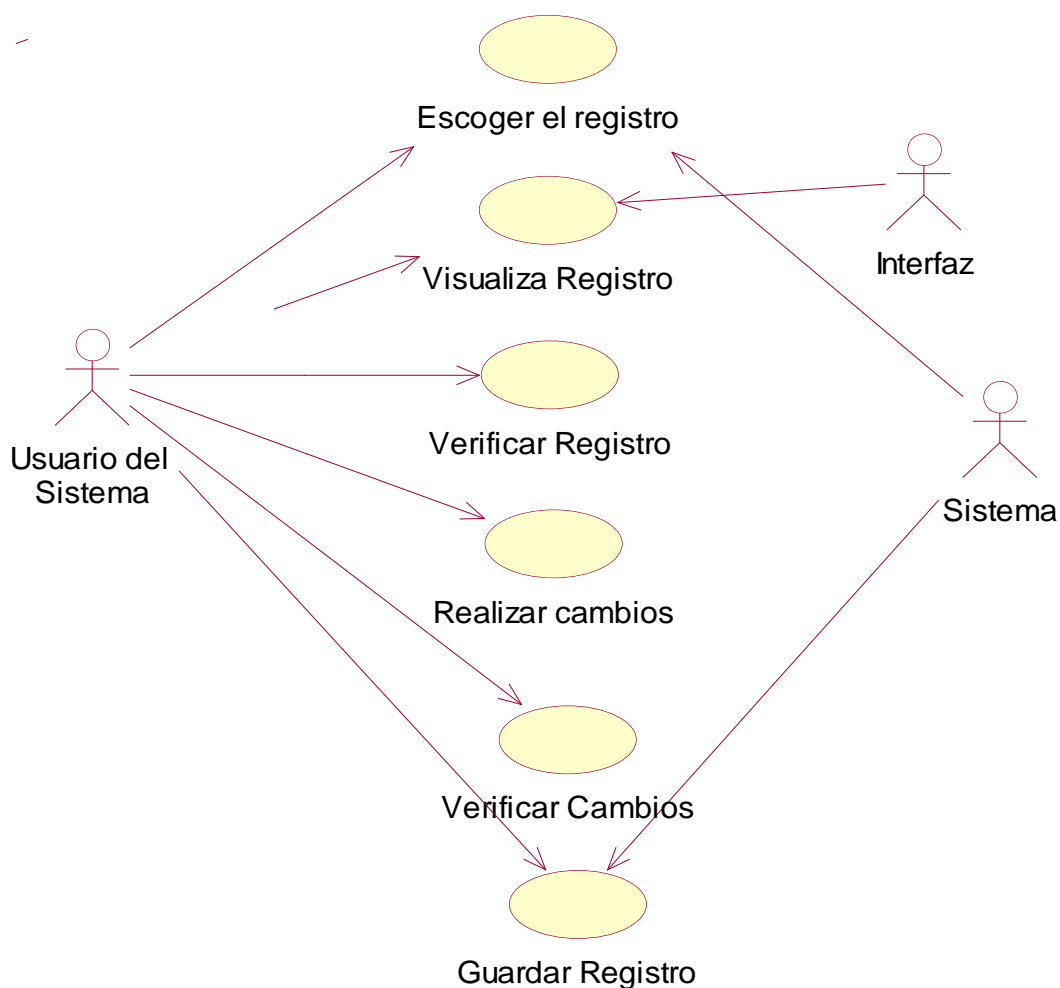 Escoger el registro
Interfaz
Visualiza Registro
Verificar Registro
Usuario del
Sistema
Sistema
Realizar cambios
Verificar Cambios
Guardar Registro